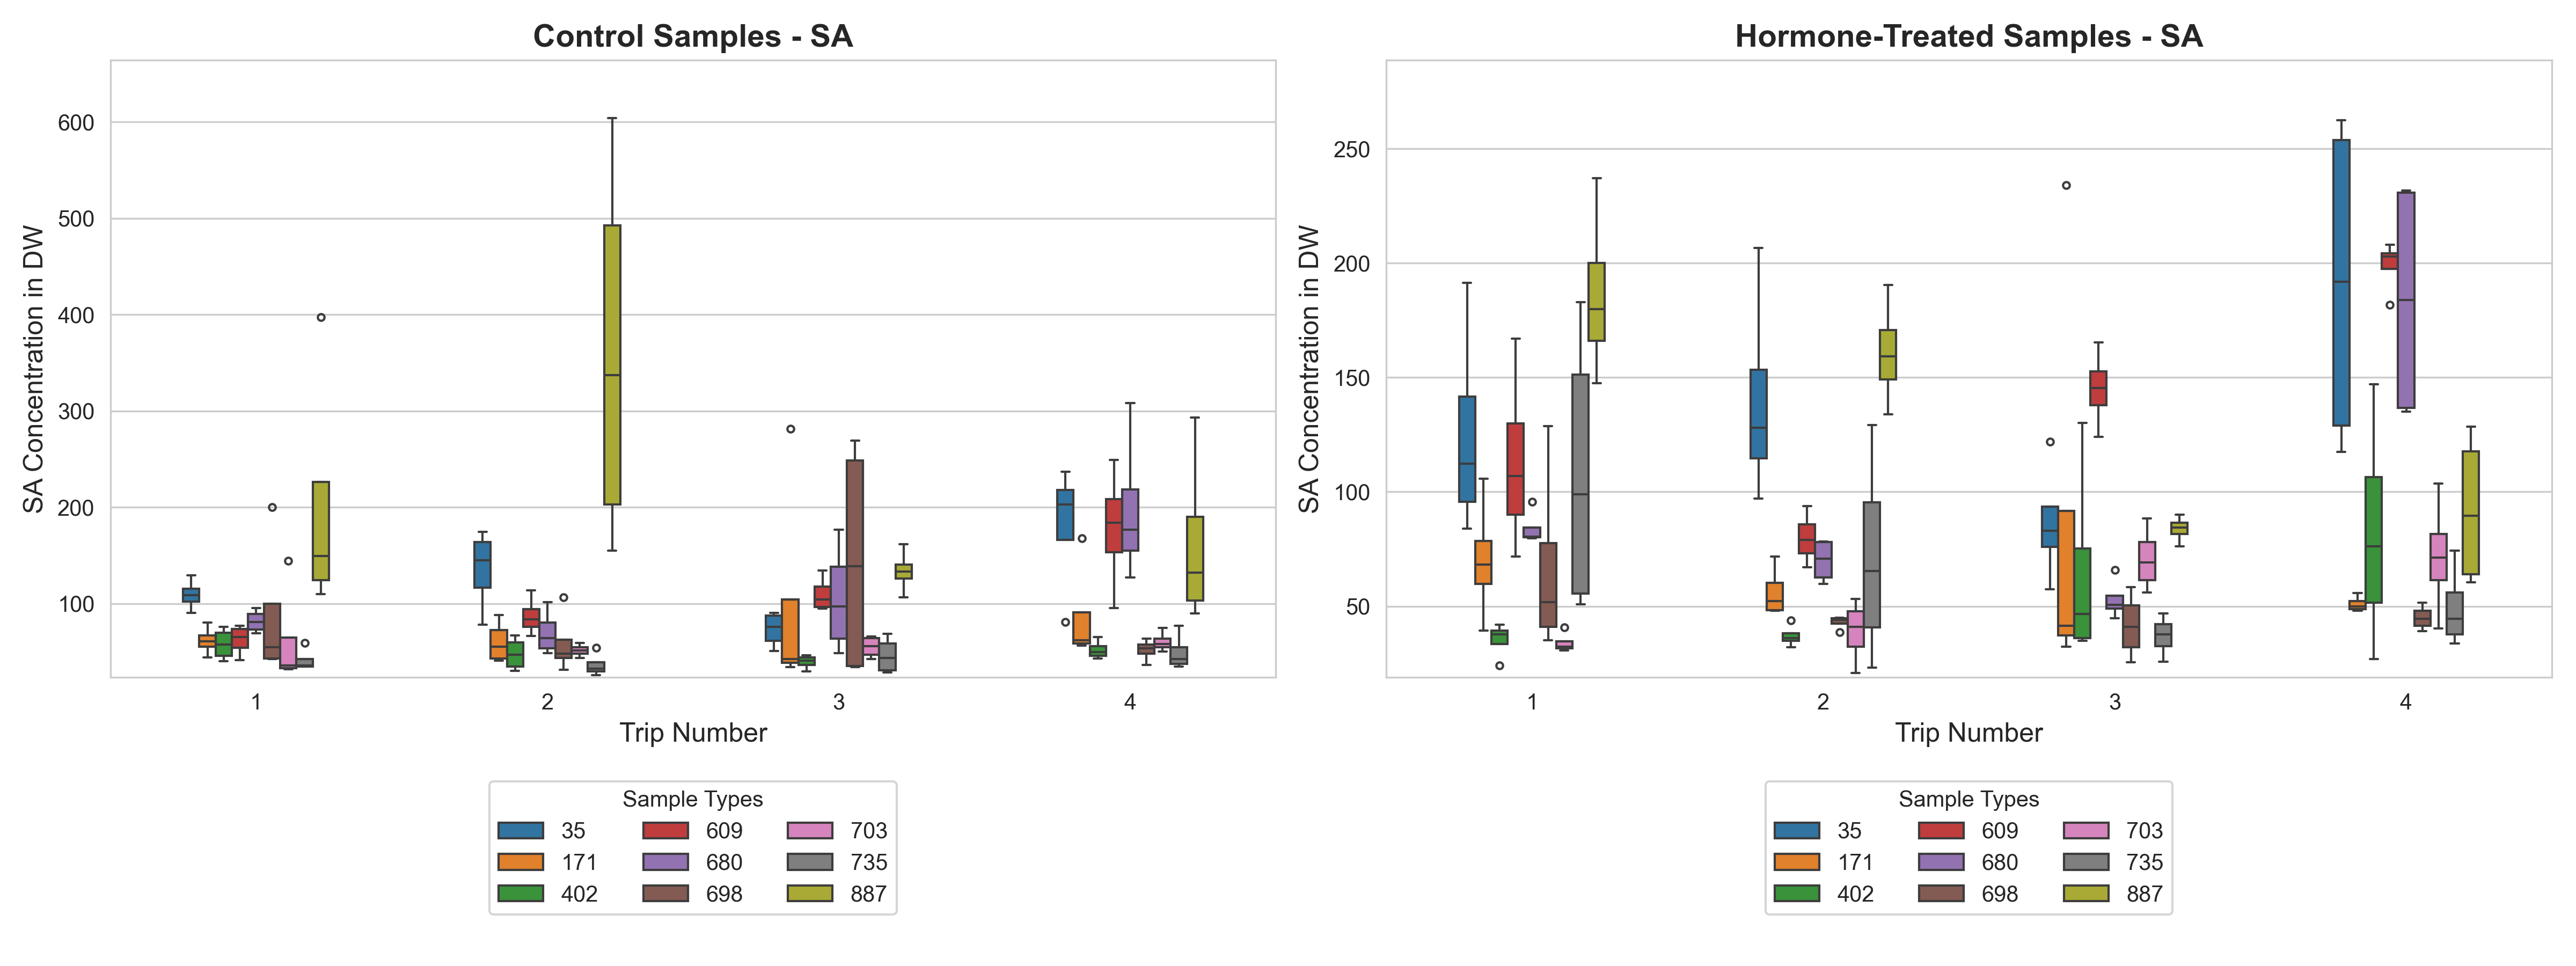 Control Samples - SA
600
500
400
300
200
100
SA Concentration in DW
1 2 3 4
Trip Number
Sample Types
35 609 703
171 680 735
402 698 887
Hormone-Treated Samples - SA
250
200
150
100
50
SA Concentration in DW
1 2 3 4
Trip Number
Sample Types
35 609 703
171 680 735
402 698 887